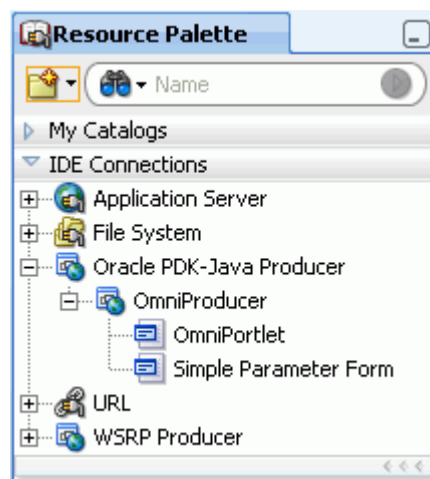 Resource Palette
Name
My Catalogs
IDE Connections
Application Server
File System
Oracle PDK-Java Producer
OmniProducer
OmniPortlet
Simple Parameter Form
URL
WSRP Producer